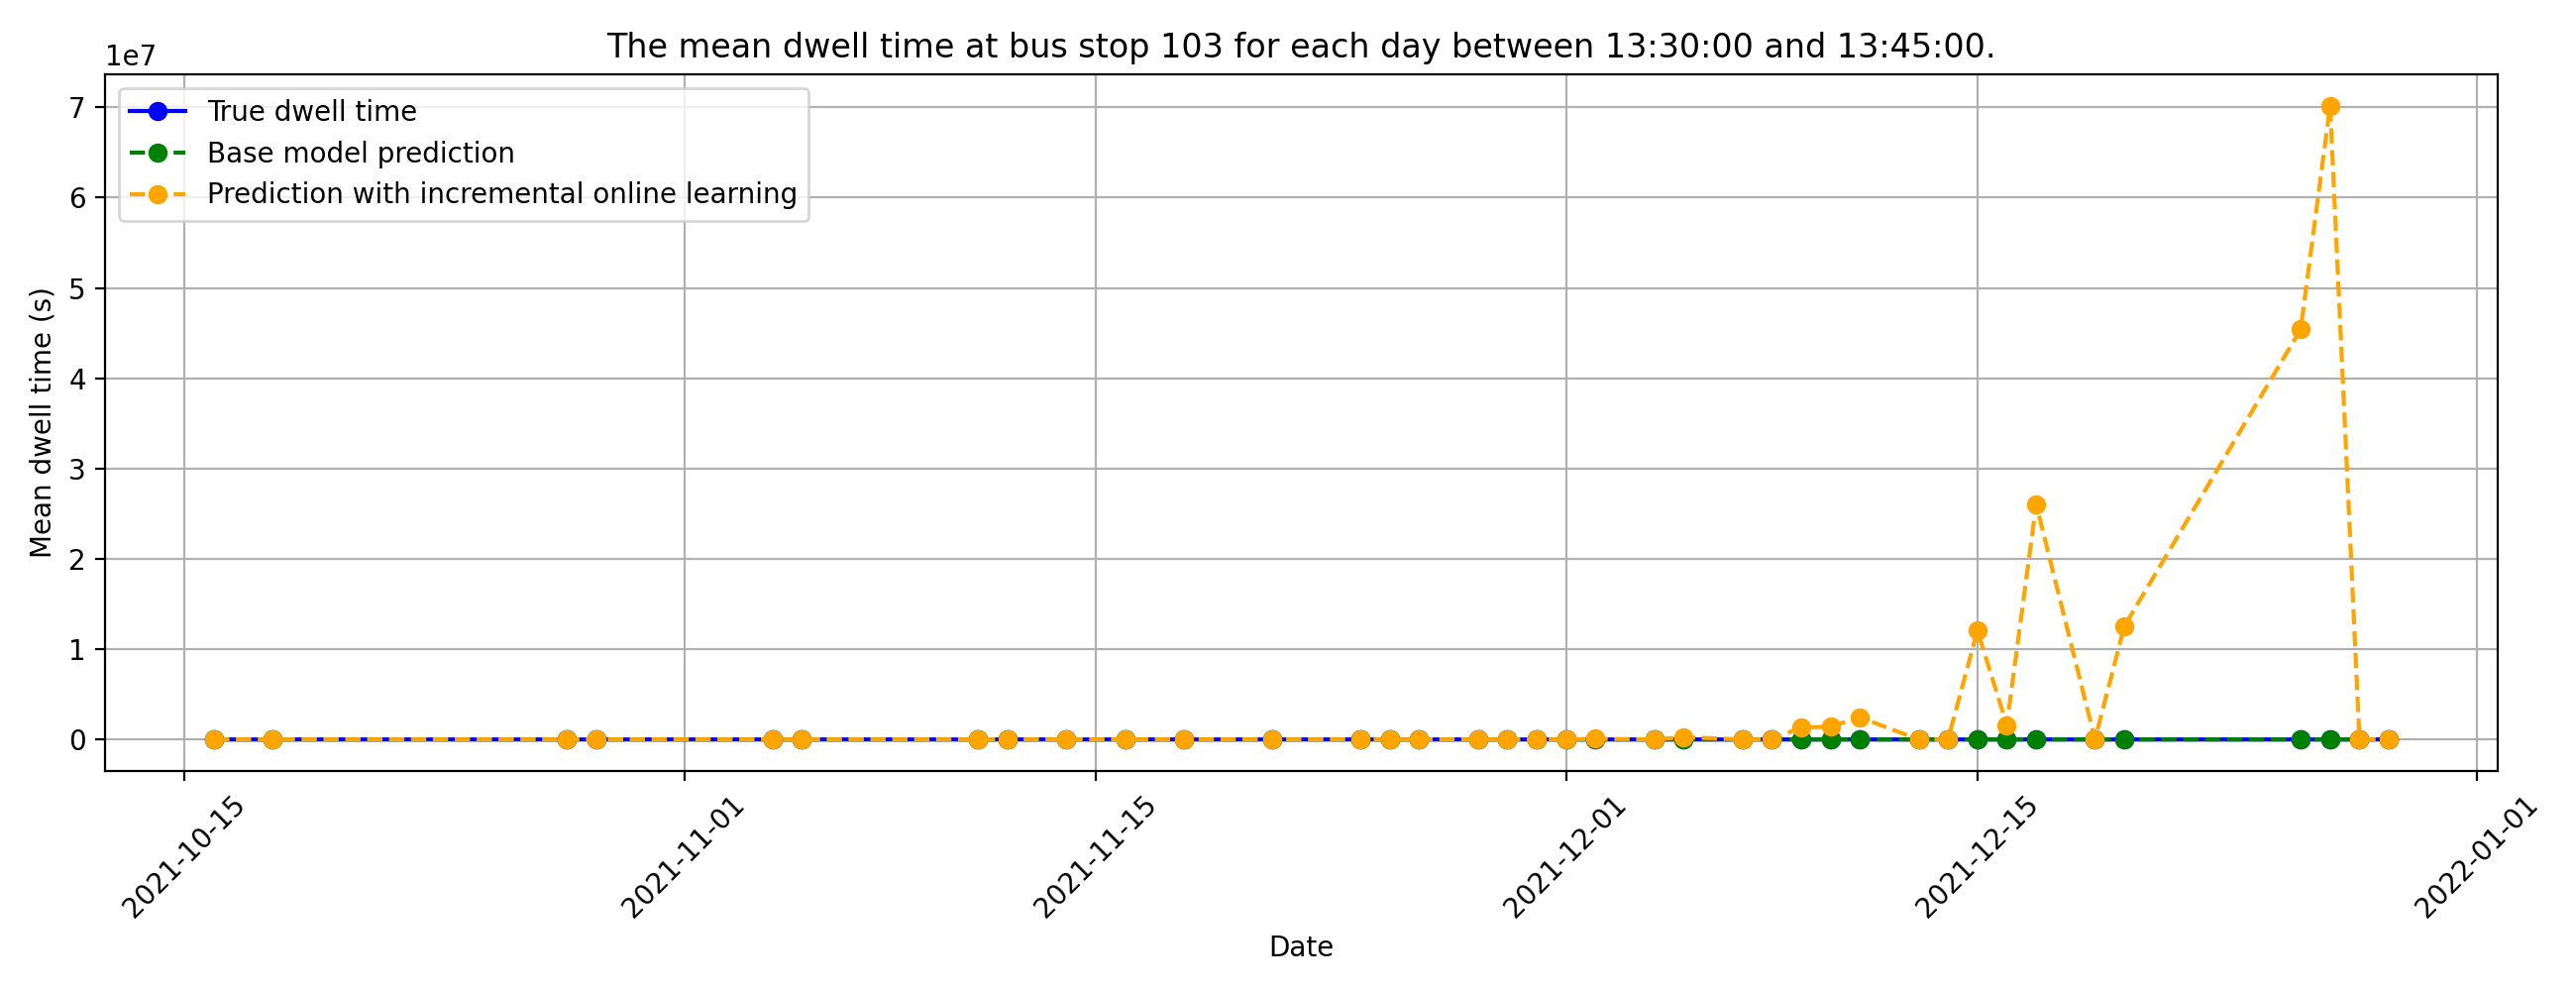 The mean dwell time at bus stop 103 for each day between 13:30:00 and 13:45:00.
1e7
True dwell time
Base model prediction
Prediction with incremental online learning
7
6
5
4
3
2
1
0
Mean dwell time (s)
2021-10-15
2021-11-01
2021-11-15
2021-12-01
2021-12-15
2022-01-01
Date